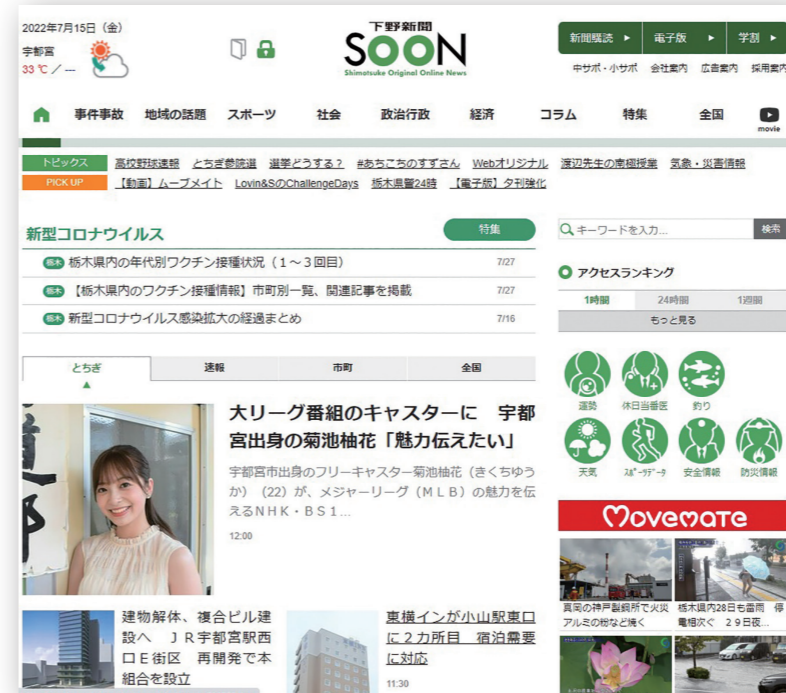 2022年7月15日（金）
宇都宮
33 ℃ / ---
下野新聞
SOON
Shimotsuke Original Online News
新聞購読 ▶
電子版 ▶
学割 ▶
中サポ・小サポ 会社案内 広告案内 採用案内
事件事故 地域の話題 スポーツ 社会 政治行政 経済 コラム 特集 全国
movie
トピックス 高校野球速報 とちぎ参院選 選挙どうする？ #あちこちのすずさん Webオリジナル 渡辺先生の南極授業 気象・災害情報
PICK UP 【動画】ムーブメイト Lovin&SのChallengeDays 栃木県警24時 【電子版】夕刊強化
新型コロナウイルス
特集
栃木 栃木県内の年代別ワクチン接種状況（１～３回目） 7/27
栃木 【栃木県内のワクチン接種情報】市町別一覧、関連記事を掲載 7/27
栃木 新型コロナウイルス感染拡大の経過まとめ 7/16
とちぎ 速報 市町 全国
大リーグ番組のキャスターに　宇都
宮出身の菊池柚花「魅力伝えたい」
宇都宮市出身のフリーキャスター菊池柚花（きくちゆう
か）（22）が、メジャーリーグ（ＭＬＢ）の魅力を伝
えるＮＨＫ・ＢＳ１...
12:00
建物解体、複合ビル建
設へ　ＪＲ宇都宮駅西
口Ｅ街区　再開発で本
組合を設立
東横インが小山駅東口
に２カ所目　宿泊需要
に対応
11:30
キーワードを入力...
検索
アクセスランキング
1時間 24時間 1週間
もっと見る
運勢 休日当番医 釣り
天気 ｽﾎﾟｰﾂﾃﾞｰﾀ 安全情報 防災情報
MOVEMATE
真岡の神戸製鋼所で火災
アルミの粉など焼く
栃木県内28日も雷雨　停
電相次ぐ　２９日夜...